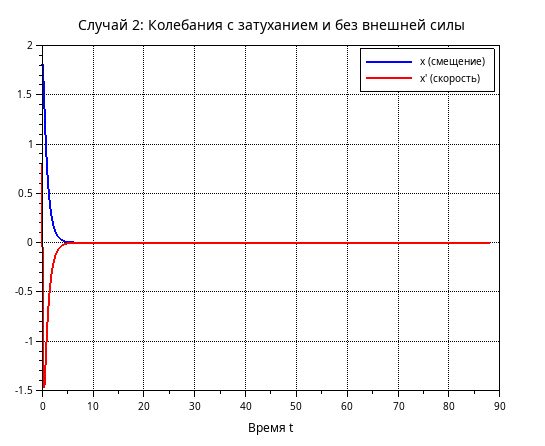 Случай 2: Колебания с затуханием и без внешней силы
x (смещение)
x' (скорость)
2
1.5
1
0.5
0
-0.5
-1
-1.5
0 10 20 30 40 50 60 70 80 90
Время t